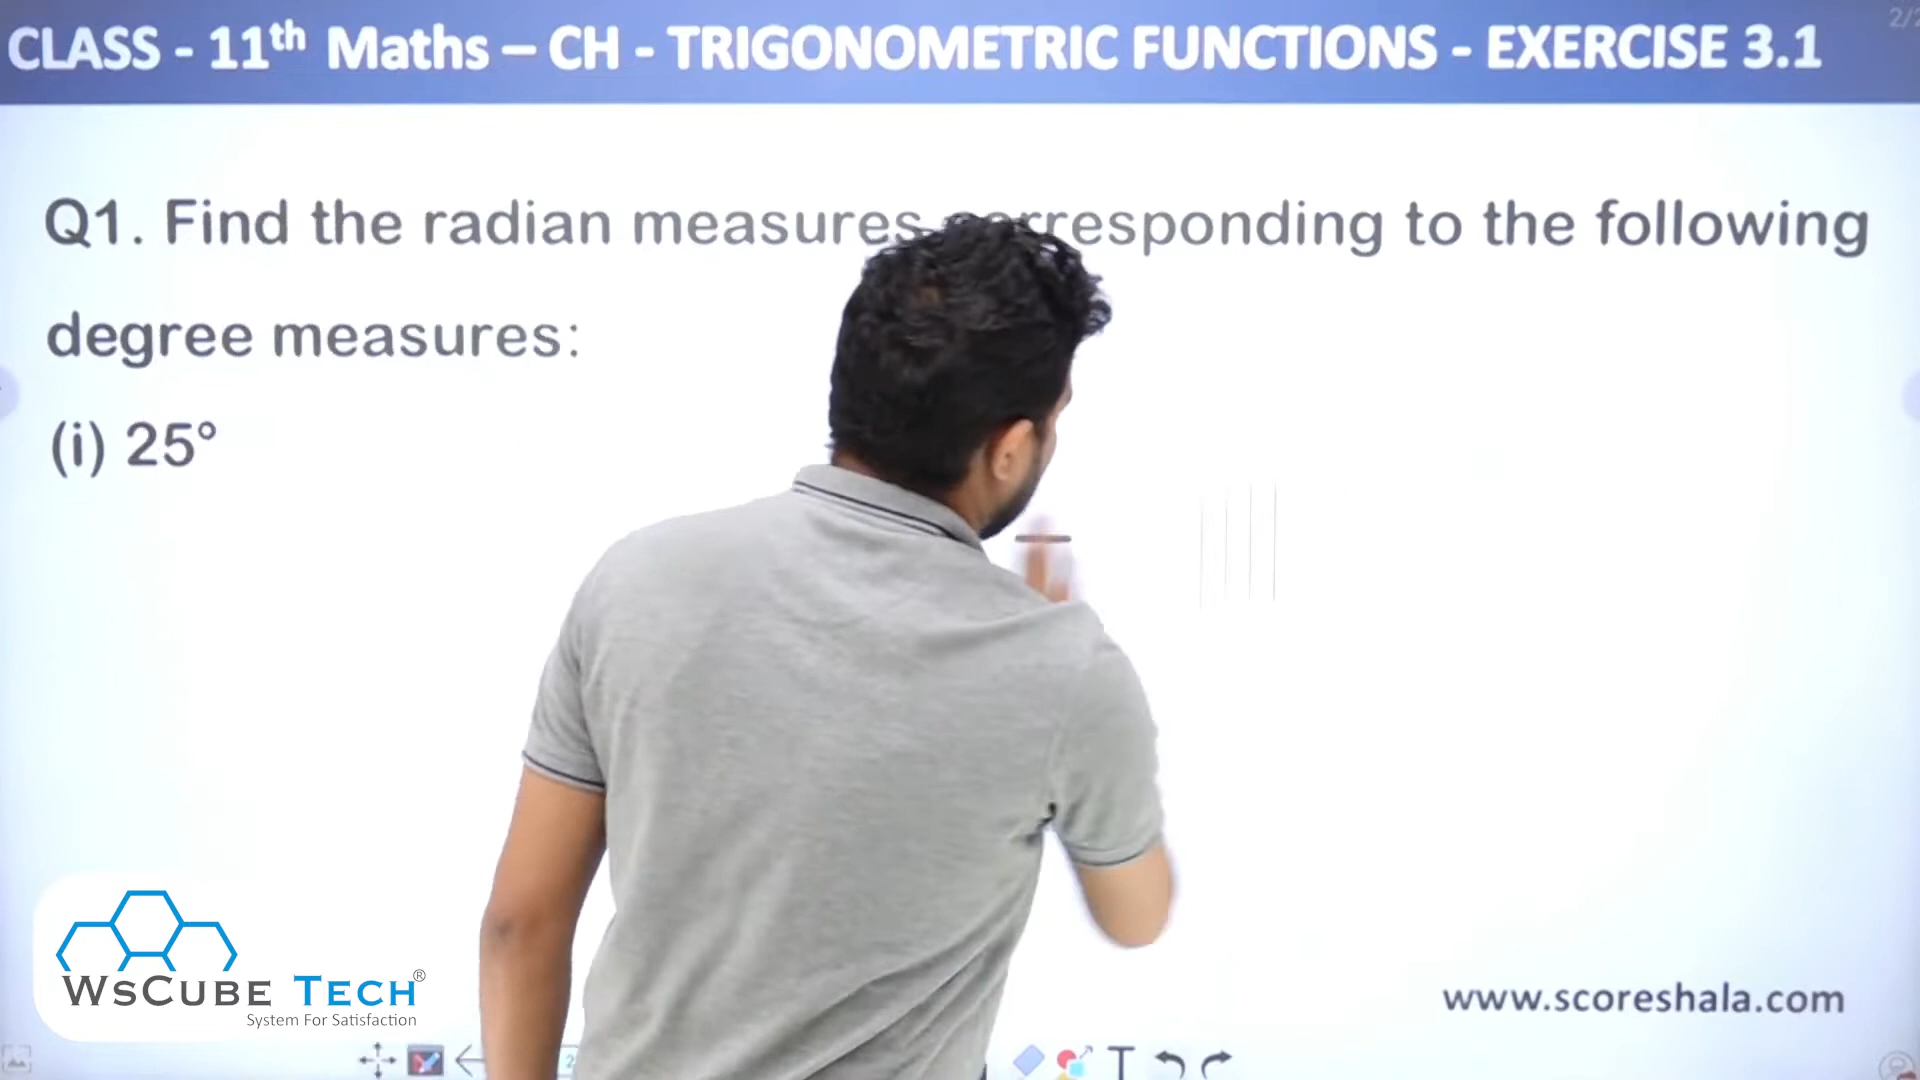 CLASS - 11th Maths – CH - TRIGONOMETRIC FUNCTIONS - EXERCISE 3.1
Q1. Find the radian measures corresponding to the following
degree measures:
(i) 25°
WsCube Tech®
System For Satisfaction
www.scoreshala.com